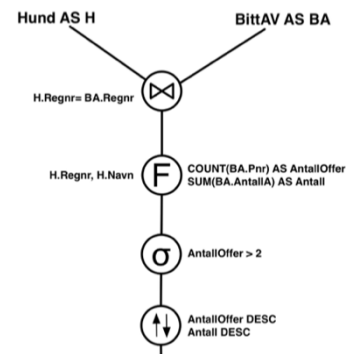 Hund AS H
BittAV AS BA
H.Regnr= BA.Regnr
⋈
H.Regnr, H.Navn
F
COUNT(BA.Pnr) AS AntallOffer
SUM(BA.AntallA) AS Antall
σ
AntallOffer > 2
↑↓
AntallOffer DESC
Antall DESC